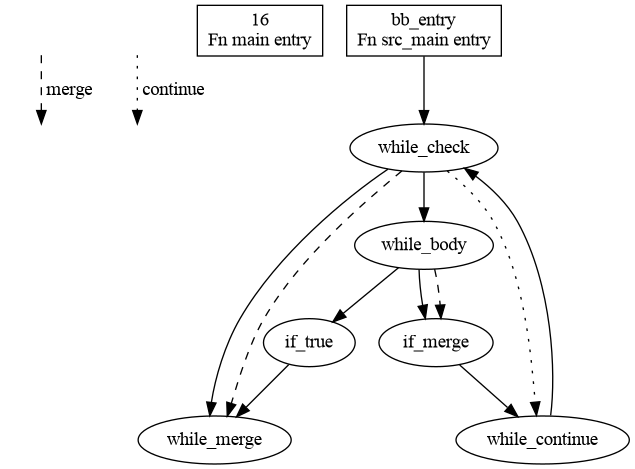 16
Fn main entry
bb_entry
Fn src_main entry
merge
continue
while_check
while_body
if_true
if_merge
while_merge
while_continue